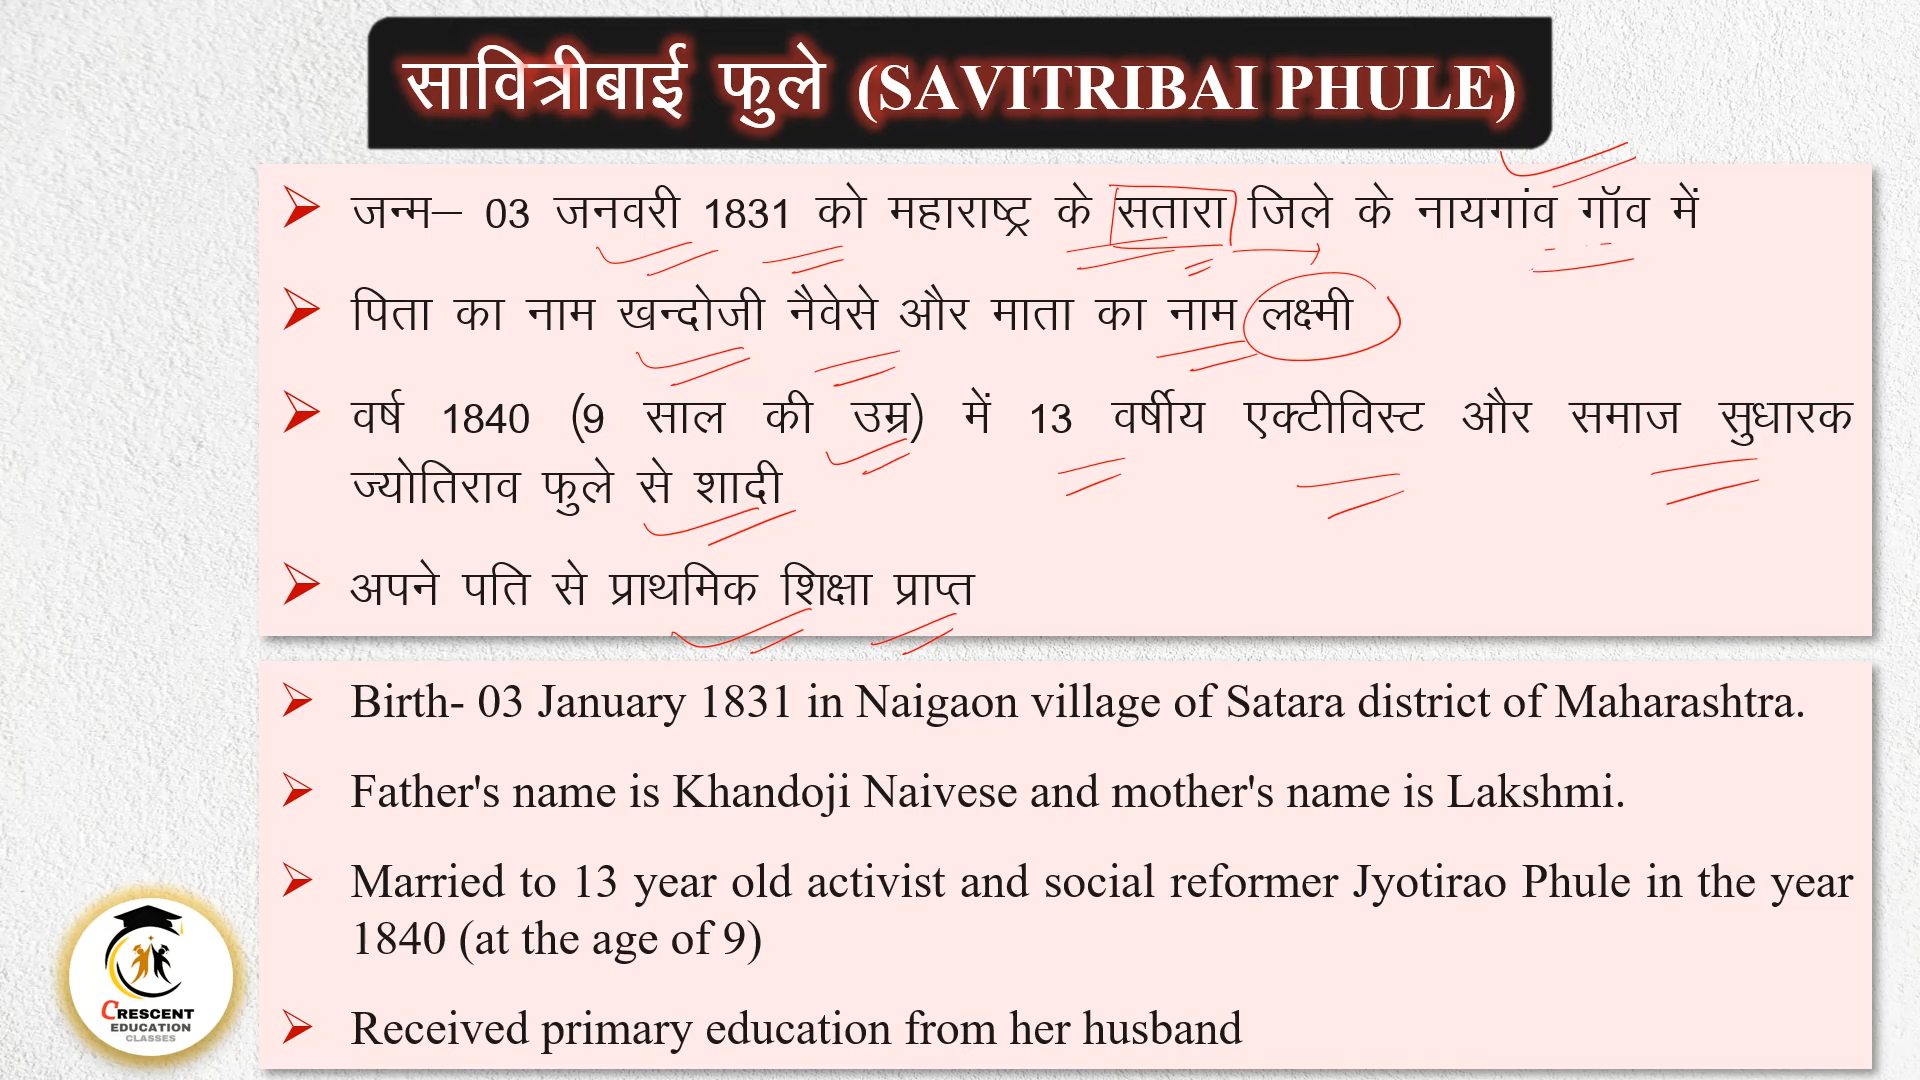 सावित्रीबाई फुले (SAVITRIBAI PHULE)
जन्म– 03 जनवरी 1831 को महाराष्ट्र के सतारा जिले के नायगांव गॉव में
पिता का नाम खन्दोजी नैवेसे और माता का नाम लक्ष्मी
वर्ष 1840 (9 साल की उम्र) में 13 वर्षीय एक्टीविस्ट और समाज सुधारक
ज्योतिराव फुले से शादी
अपने पति से प्राथमिक शिक्षा प्राप्त
Birth- 03 January 1831 in Naigaon village of Satara district of Maharashtra.
Father's name is Khandoji Naivese and mother's name is Lakshmi.
Married to 13 year old activist and social reformer Jyotirao Phule in the year
1840 (at the age of 9)
Received primary education from her husband
CRESCENT
EDUCATION
CLASSES